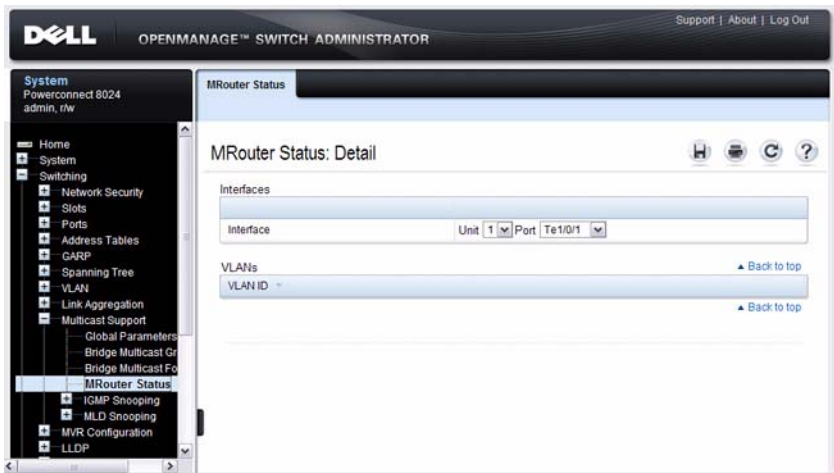 Support | About | Log Out
DELL OPENMANAGE™ SWITCH ADMINISTRATOR
System
Powerconnect 8024
admin, r/w
Home
System
Switching
Network Security
Slots
Ports
Address Tables
GARP
Spanning Tree
VLAN
Link Aggregation
Multicast Support
Global Parameters
Bridge Multicast Gr
Bridge Multicast Fo
MRouter Status
IGMP Snooping
MLD Snooping
MVR Configuration
LLDP
MRouter Status
MRouter Status: Detail
Interfaces
Interface Unit 1 Port Te1/0/1
VLANs Back to top
VLAN ID
Back to top